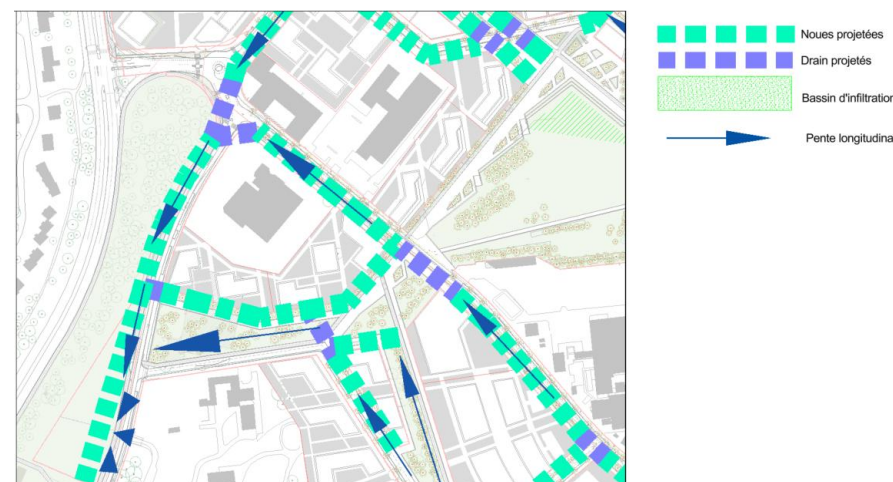 Noues projetées
Drain projetés
Bassin d'infiltration
Pente longitudina